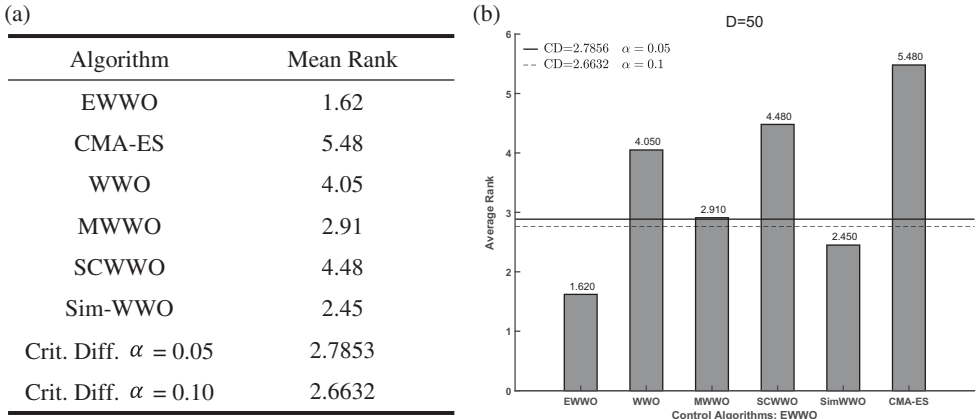 (a)
Algorithm Mean Rank
EWWO 1.62
CMA-ES 5.48
WWO 4.05
MWWO 2.91
SCWWO 4.48
Sim-WWO 2.45
Crit. Diff. α = 0.05 2.7853
Crit. Diff. α = 0.10 2.6632
(b)
D=50
CD=2.7856 α = 0.05
CD=2.6632 α = 0.1
Average Rank
6
5
4
3
2
1
0
1.620
4.050
2.910
4.480
2.450
5.480
EWWO WWO MWWO SCWWO SimWWO CMA-ES
Control Algorithms: EWWO